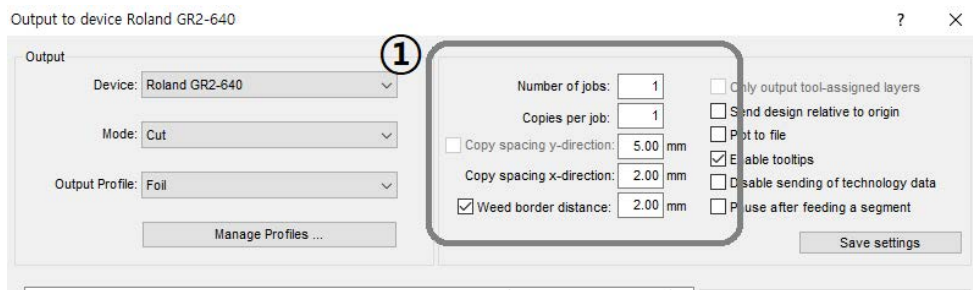 Output to device Roland GR2-640 ? ×
Output
①
Device: Roland GR2-640
Mode: Cut
Output Profile: Foil
Manage Profiles ...
Number of jobs: 1
Copies per job: 1
Copy spacing y-direction: 5.00 mm
Copy spacing x-direction: 2.00 mm
Weed border distance: 2.00 mm
Only output tool-assigned layers
Send design relative to origin
Plot to file
Enable tooltips
Disable sending of technology data
Pause after feeding a segment
Save settings